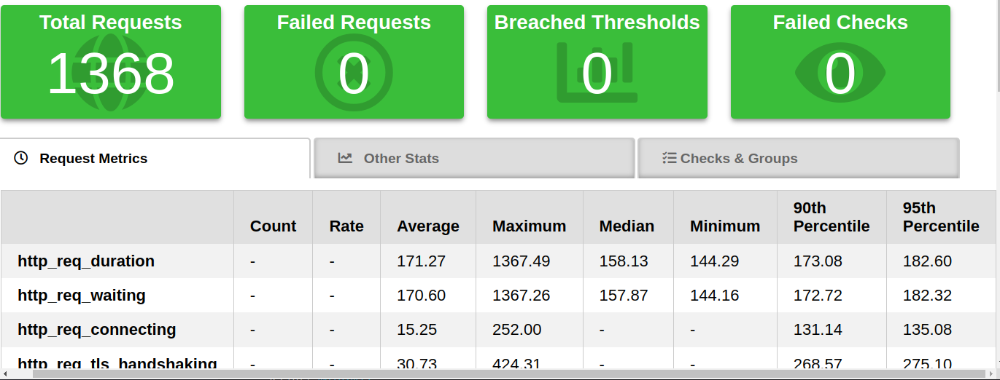 Total Requests Failed Requests Breached Thresholds Failed Checks
1368 0 0 0
Request Metrics Other Stats Checks & Groups
Count Rate Average Maximum Median Minimum 90th Percentile 95th Percentile
http_req_duration - - 171.27 1367.49 158.13 144.29 173.08 182.60
http_req_waiting - - 170.60 1367.26 157.87 144.16 172.72 182.32
http_req_connecting - - 15.25 252.00 - - 131.14 135.08
http_req_tls_handshaking - - 30.73 424.31 - - 268.57 275.10